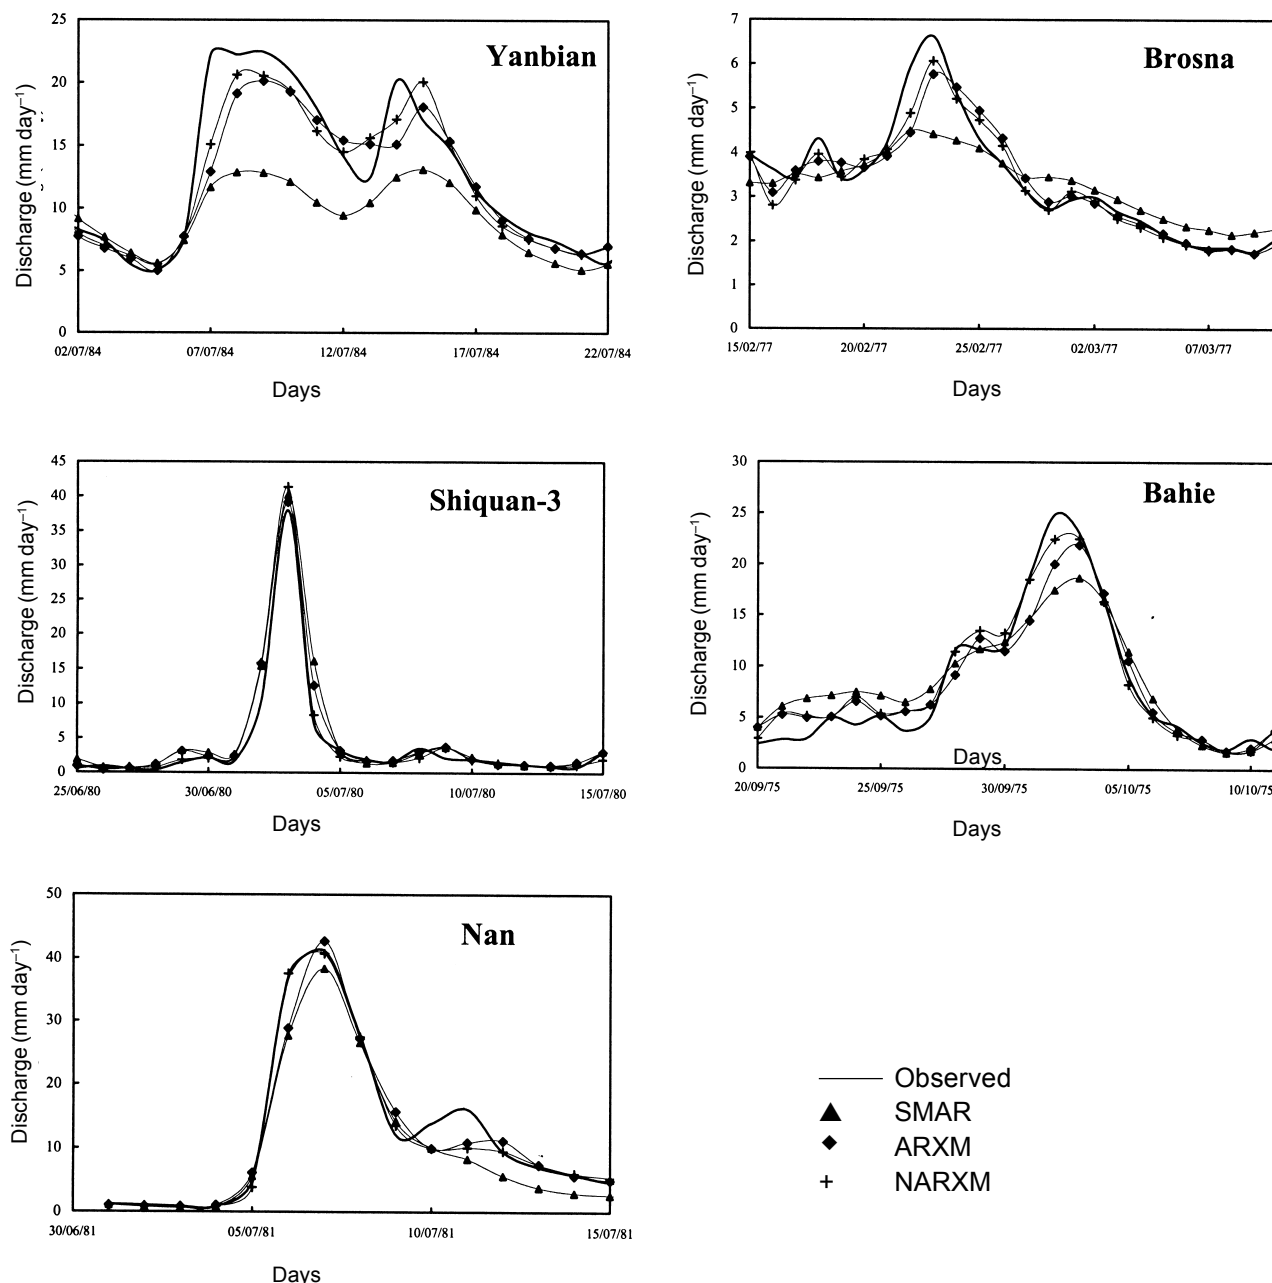 Yanbian
Discharge (mm day⁻¹)
25
20
15
10
5
0
02/07/84 07/07/84 12/07/84 17/07/84 22/07/84
Days
Brosna
Discharge (mm day⁻¹)
7
6
5
4
3
2
1
0
15/02/77 20/02/77 25/02/77 02/03/77 07/03/77
Days
Shiquan-3
Discharge (mm day⁻¹)
45
40
35
30
25
20
15
10
5
0
25/06/80 30/06/80 05/07/80 10/07/80 15/07/80
Days
Bahie
Discharge (mm day⁻¹)
30
25
20
15
10
5
0
Days
20/09/75 25/09/75 30/09/75 05/10/75 10/10/75
Days
Nan
Discharge (mm day⁻¹)
50
40
30
20
10
0
30/06/81 05/07/81 10/07/81 15/07/81
Days
Observed
SMAR
ARXM
NARXM